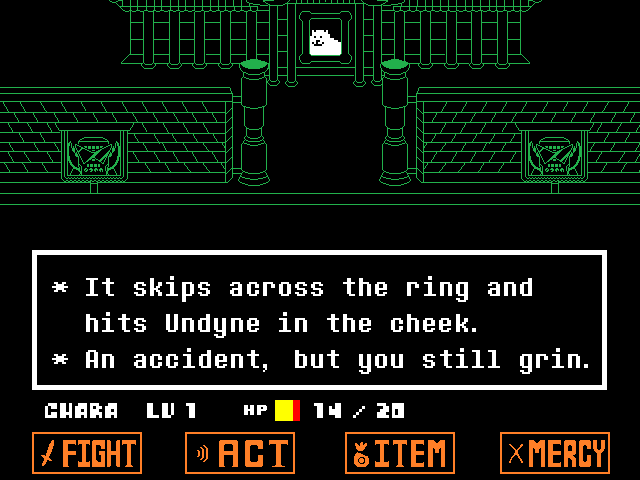 * It skips across the ring and
hits Undyne in the cheek.
* An accident, but you still grin.
CHARA LV 1 HP 14 / 20
FIGHT ACT ITEM MERCY